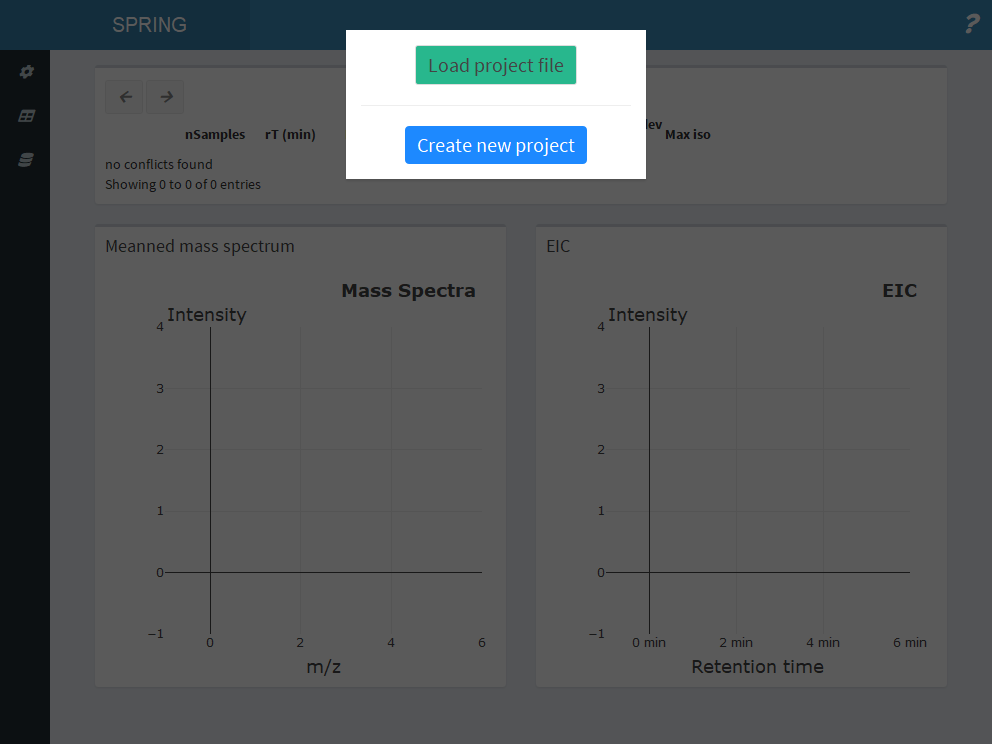 SPRING
?
Load project file
Create new project
nSamples rT (min) dev Max iso
no conflicts found
Showing 0 to 0 of 0 entries
Meanned mass spectrum
Mass Spectra
Intensity
4
3
2
1
0
−1
0 2 4 6
m/z
EIC
EIC
Intensity
4
3
2
1
0
−1
0 min 2 min 4 min 6 min
Retention time